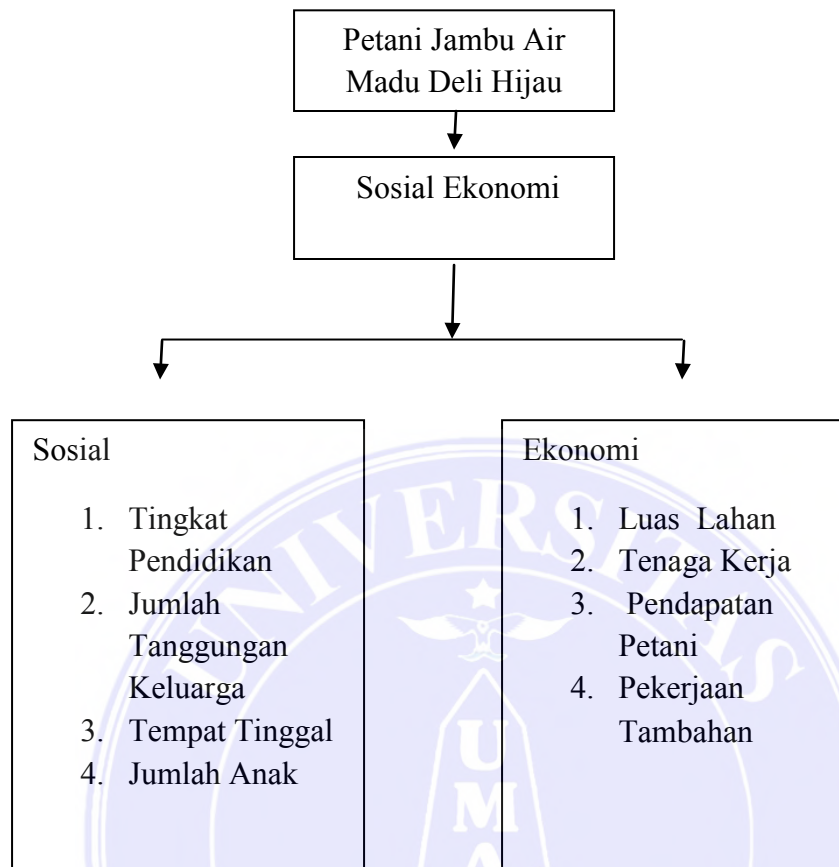 Petani Jambu Air
Madu Deli Hijau
Sosial Ekonomi
Sosial
1. Tingkat
Pendidikan
2. Jumlah
Tanggungan
Keluarga
3. Tempat Tinggal
4. Jumlah Anak
Ekonomi
1. Luas Lahan
2. Tenaga Kerja
3. Pendapatan
Petani
4. Pekerjaan
Tambahan
UNIVERSITAS
U
M
A